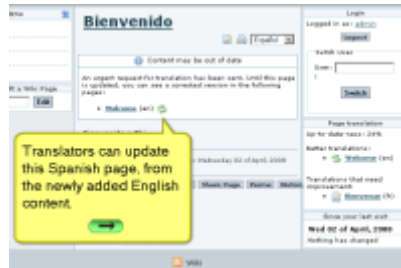 Bienvenido
Español
Content may be out of date
An urgent request for translation has been sent. Until this page
is updated, you can see a corrected version in the following
pages:
Welcome (en)
Translators can update
this Spanish page, from
the newly added English
content.
Wednesday 02 of April, 2008
a Wiki Page
Edit
Share Page
Login
Logged in as: admin
Logout
Switch User
User:
Switch
Page translation
Up-to-date-ness: 29%
Better translations:
Welcome (en)
Translations that need
improvement:
Bienvenue (fr)
Since your last visit
Wed 02 of April, 2008
Nothing has changed
Wiki